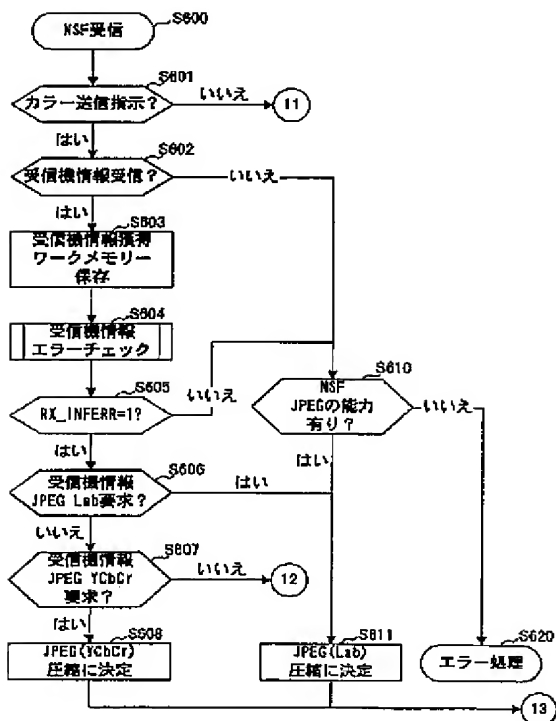 NSF受信
S600
S601
カラー送信指示?
いいえ
11
はい
S602
受信機情報受信?
いいえ
はい
S603
受信機情報獲得
ワークメモリー
保存
S604
受信機情報
エラーチェック
S605
RX_INFERR=1?
いいえ
はい
S610
NSF
JPEGの能力
有り?
いいえ
はい
S606
受信機情報
JPEG Lab要求?
はい
いいえ
S607
受信機情報
JPEG YCbCr
要求?
いいえ
12
はい
S608
JPEG(YCbCr)
圧縮に決定
S611
JPEG(Lab)
圧縮に決定
S620
エラー処理
13